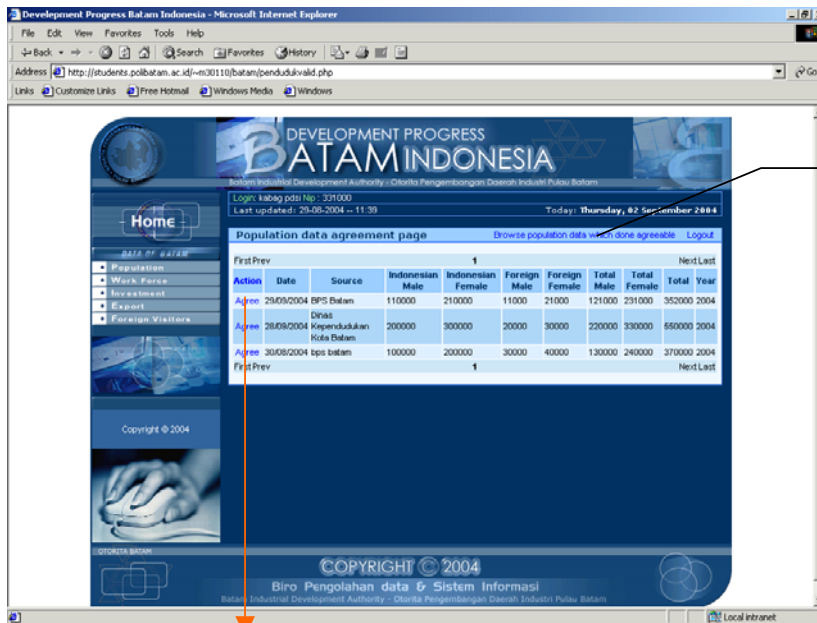 Development Progress Batam Indonesia - Microsoft Internet Explorer
File Edit View Favorites Tools Help
Back Search Favorites History
Address http://students.polibatam.ac.id/~m30110/batam/pendudukvalid.php Go
Links Customize Links Free Hotmail Windows Media Windows
DEVELOPMENT PROGRESS
BATAM INDONESIA
Batam Industrial Development Authority - Otorita Pengembangan Daerah Industri Pulau Batam
Login: kabag pdsi Nip : 331000
Last updated: 29-08-2004 -- 11:39 Today: Thursday, 02 September 2004
Home
Population data agreement page Browse population data which done agreeable Logout
DATA OF BATAM
Population
Work Force
Investment
Export
Foreign Visitors
First Prev 1 Next Last
Action Date Source Indonesian Male Indonesian Female Foreign Male Foreign Female Total Male Total Female Total Year
Agree 29/09/2004 BPS Batam 110000 210000 11000 21000 121000 231000 352000 2004
Agree 28/09/2004 Dinas Kependudukan Kota Batam 200000 300000 20000 30000 220000 330000 550000 2004
Agree 30/08/2004 bps batam 100000 200000 30000 40000 130000 240000 370000 2004
First Prev 1 Next Last
Copyright @ 2004
OTORITA BATAM
COPYRIGHT © 2004
Biro Pengolahan data & Sistem Informasi
Batam Industrial Development Authority - Otorita Pengembangan Daerah Industri Pulau Batam
Local intranet